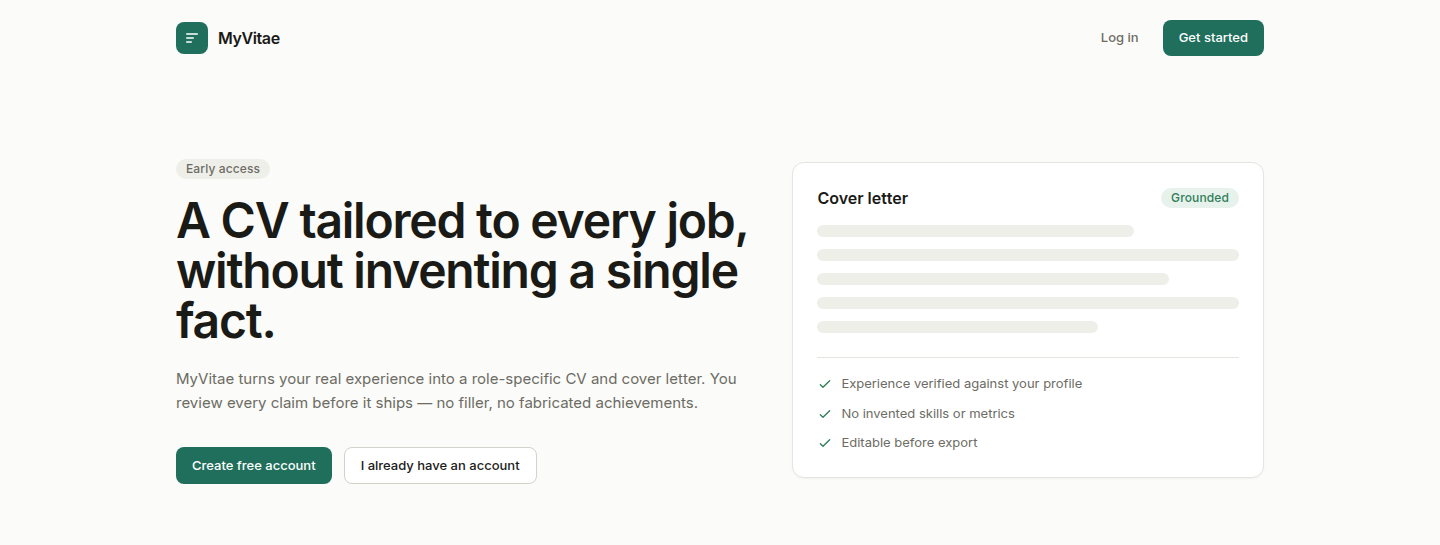 MyVitae
Log in
Get started
Early access
A CV tailored to every job,
without inventing a single
fact.
MyVitae turns your real experience into a role-specific CV and cover letter. You
review every claim before it ships — no filler, no fabricated achievements.
Create free account
I already have an account
Cover letter
Grounded
Experience verified against your profile
No invented skills or metrics
Editable before export